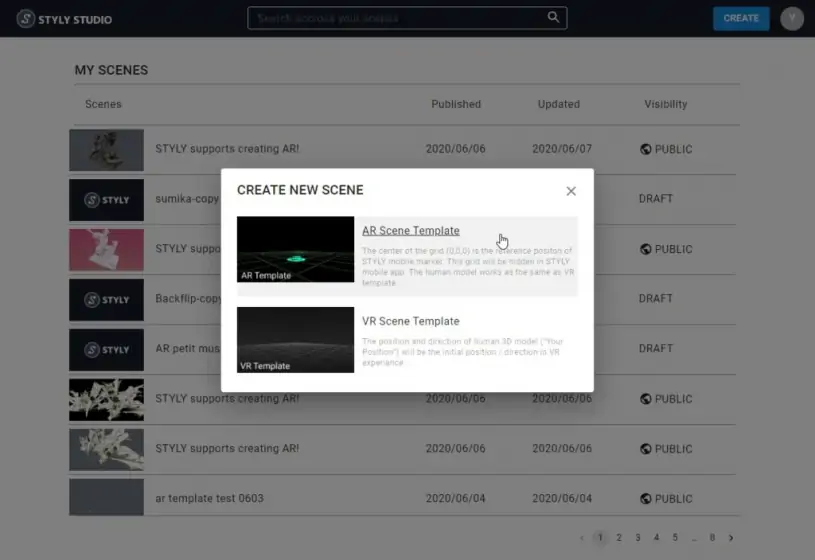 STYLY STUDIO
Search accross your scenes
CREATE
Y
MY SCENES
Scenes Published Updated Visibility
STYLY supports creating AR! 2020/06/06 2020/06/07 PUBLIC
STYLY sumika-copy DRAFT
STYLY suppo PUBLIC
STYLY Backflip-copy DRAFT
STYLY AR petit mus DRAFT
STYLY supports creating AR! 2020/06/06 2020/06/06 PUBLIC
STYLY supports creating AR! 2020/06/06 2020/06/06 PUBLIC
ar template test 0603 2020/06/04 2020/06/04 PUBLIC
‹ 1 2 3 4 5 ... 8 ›
CREATE NEW SCENE
×
AR Template
AR Scene Template
The center of the grid (0,0,0) is the reference positon of
STYLY mobile marker. This grid will be hidden in STYLY
mobile app. The human model works as the same as VR
template.
VR Template
VR Scene Template
The position and direction of human 3D model ("Your
Position") will be the initial position / direction in VR
experience.